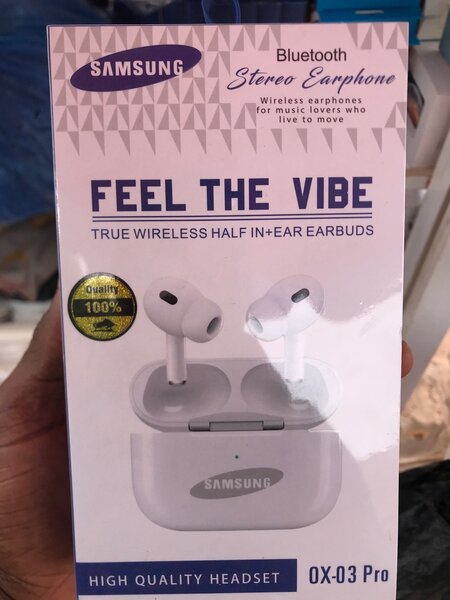 SAMSUNG
Bluetooth
Stereo Earphone
Wireless earphones
for music lovers who
live to move
FEEL THE VIBE
TRUE WIRELESS HALF IN+EAR EARBUDS
Quality
100%
SAMSUNG
HIGH QUALITY HEADSET
OX-03 Pro